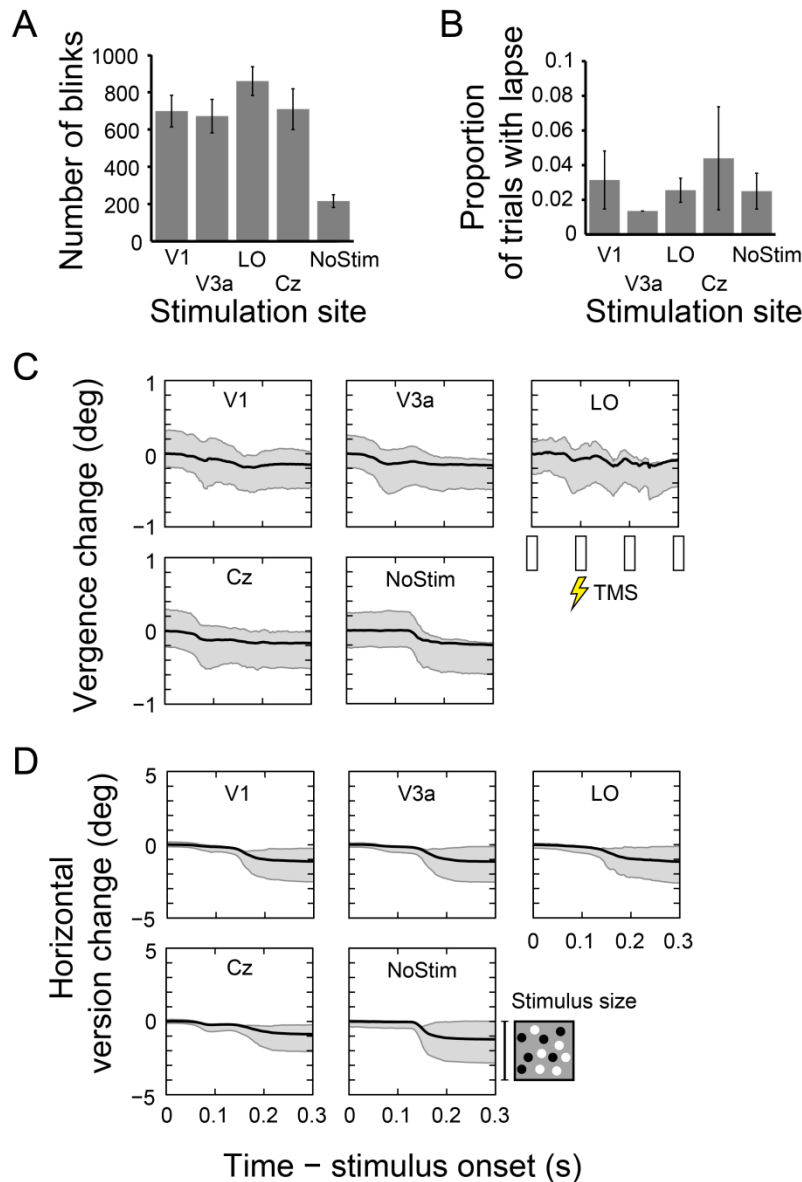 A
Number of blinks
1000
800
600
400
200
0
V1
LO
NoStim
V3a
Cz
Stimulation site
B
Proportion
of trials with lapse
0.1
0.08
0.06
0.04
0.02
0
V1
LO
NoStim
V3a
Cz
Stimulation site
C
Vergence change (deg)
1
0
−1
V1
V3a
LO
TMS
1
0
−1
Cz
NoStim
D
Horizontal
version change (deg)
5
0
−5
V1
V3a
LO
0 0.1 0.2 0.3
5
0
−5
Cz
NoStim
Stimulus size
0 0.1 0.2 0.3
0 0.1 0.2 0.3
Time − stimulus onset (s)